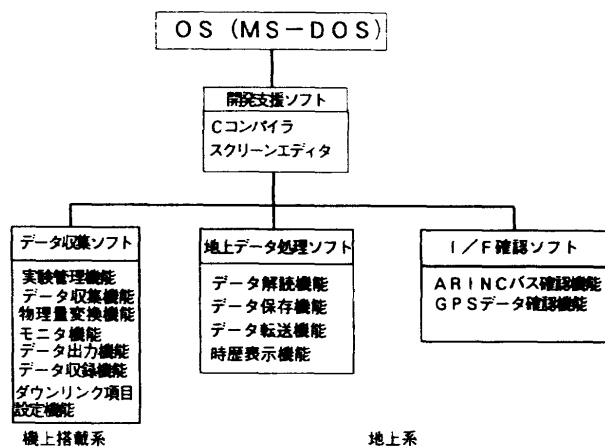 OS (MS-DOS)
開発支援ソフト
Cコンパイラ
スクリーンエディタ
データ収集ソフト
実験管理機能
データ収集機能
物理量変換機能
モニタ機能
データ出力機能
データ収録機能
ダウンリンク項目
設定機能
地上データ処理ソフト
データ解読機能
データ保存機能
データ転送機能
時歴表示機能
I/F確認ソフト
ARINCバス確認機能
GPSデータ確認機能
機上搭載系
地上系